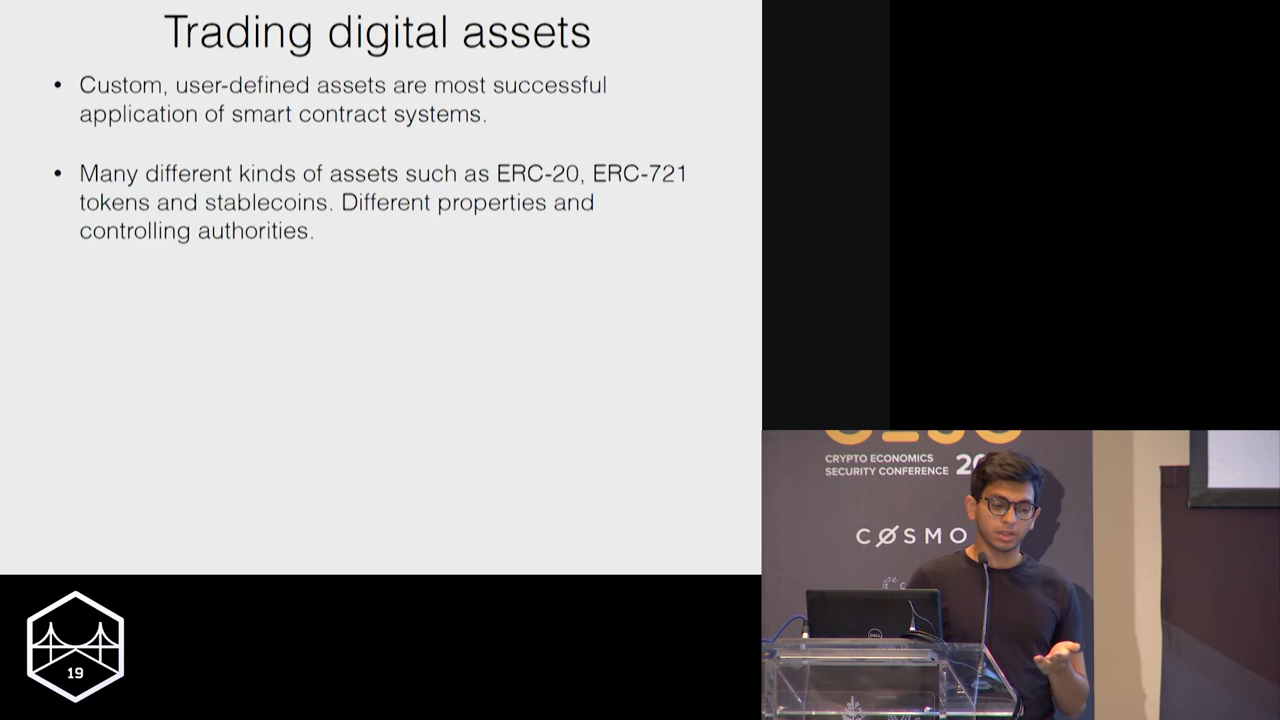 Trading digital assets
• Custom, user-defined assets are most successful
application of smart contract systems.
• Many different kinds of assets such as ERC-20, ERC-721
tokens and stablecoins. Different properties and
controlling authorities.
CRYPTO ECONOMICS
SECURITY CONFERENCE
COSMO
DELL
19